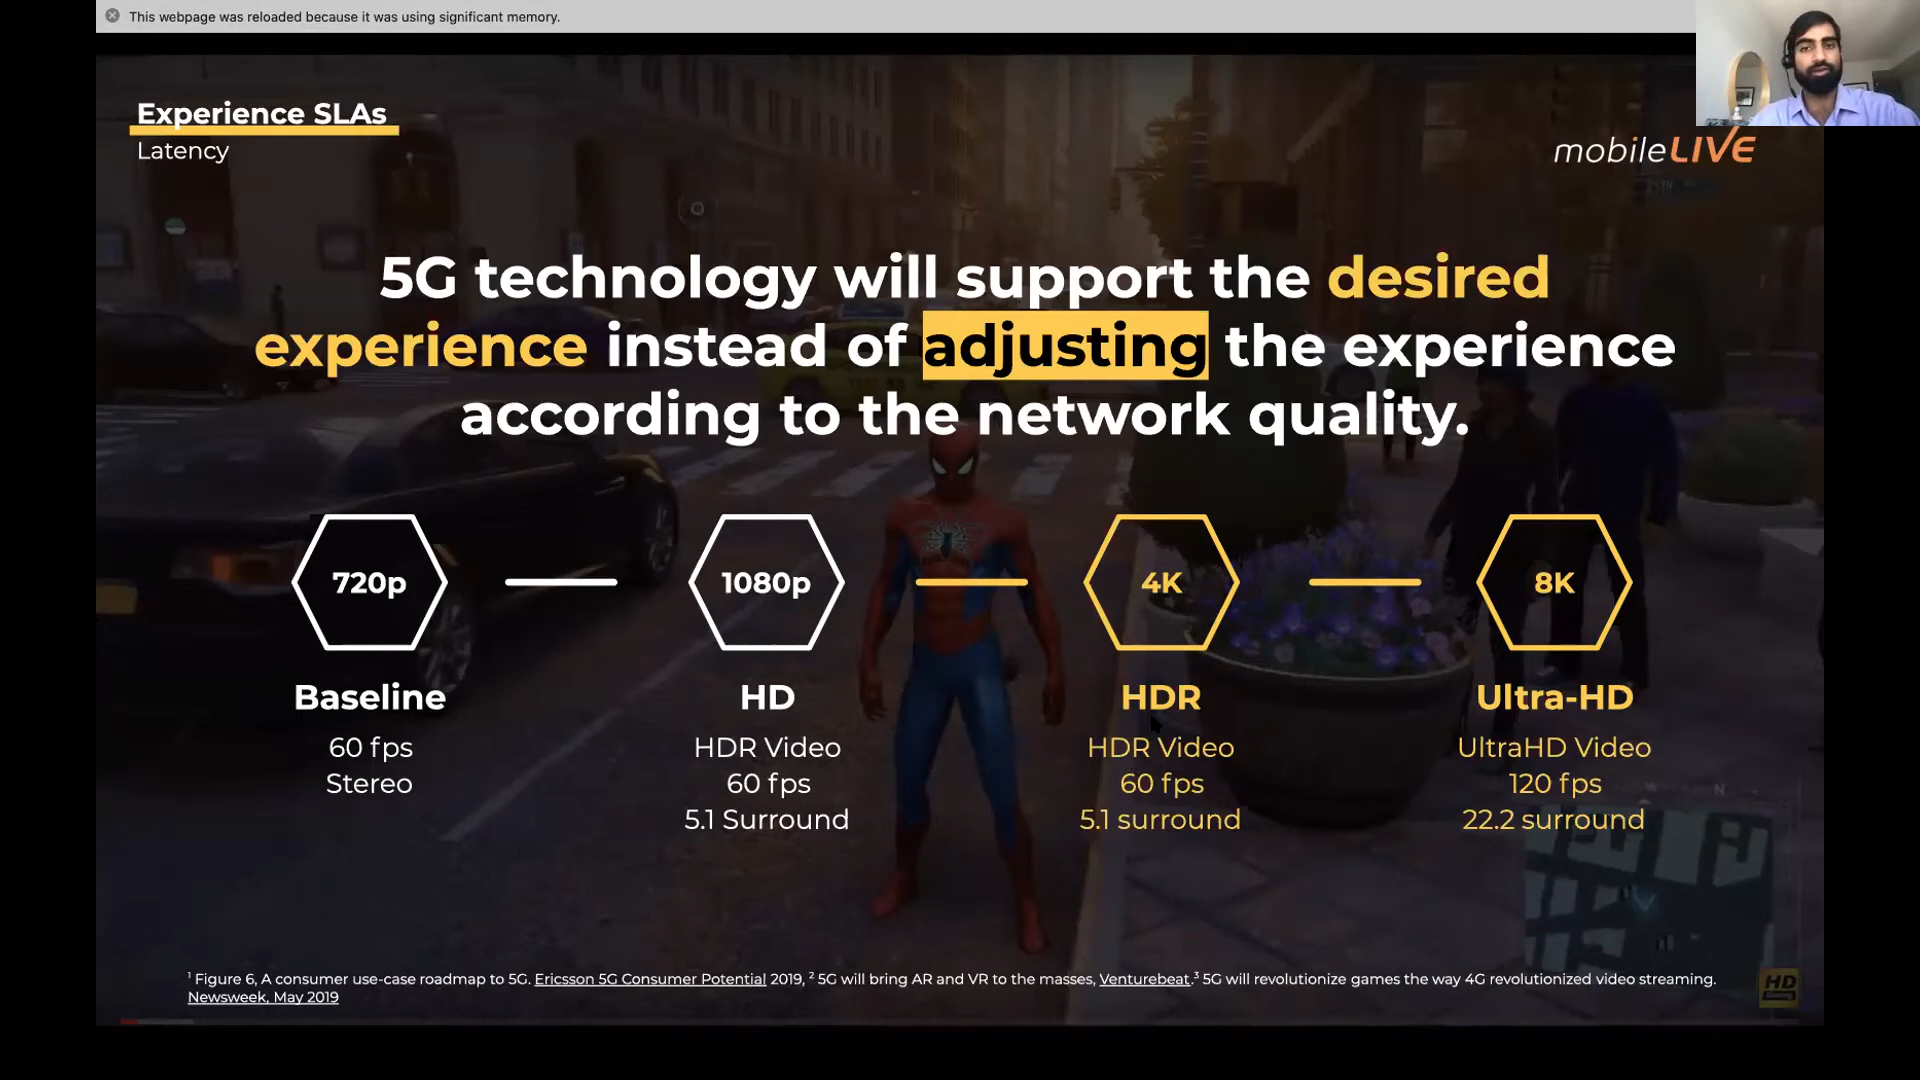 This webpage was reloaded because it was using significant memory.
Experience SLAs
Latency
mobileLIVE
5G technology will support the desired
experience instead of adjusting the experience
according to the network quality.
720p
1080p
4K
8K
Baseline
60 fps
Stereo
HD
HDR Video
60 fps
5.1 Surround
HDR
HDR Video
60 fps
5.1 surround
Ultra-HD
UltraHD Video
120 fps
22.2 surround
1 Figure 6, A consumer use-case roadmap to 5G. Ericsson 5G Consumer Potential 2019, 2 5G will bring AR and VR to the masses, Venturebeat.3 5G will revolutionize games the way 4G revolutionized video streaming.
Newsweek, May 2019
HD